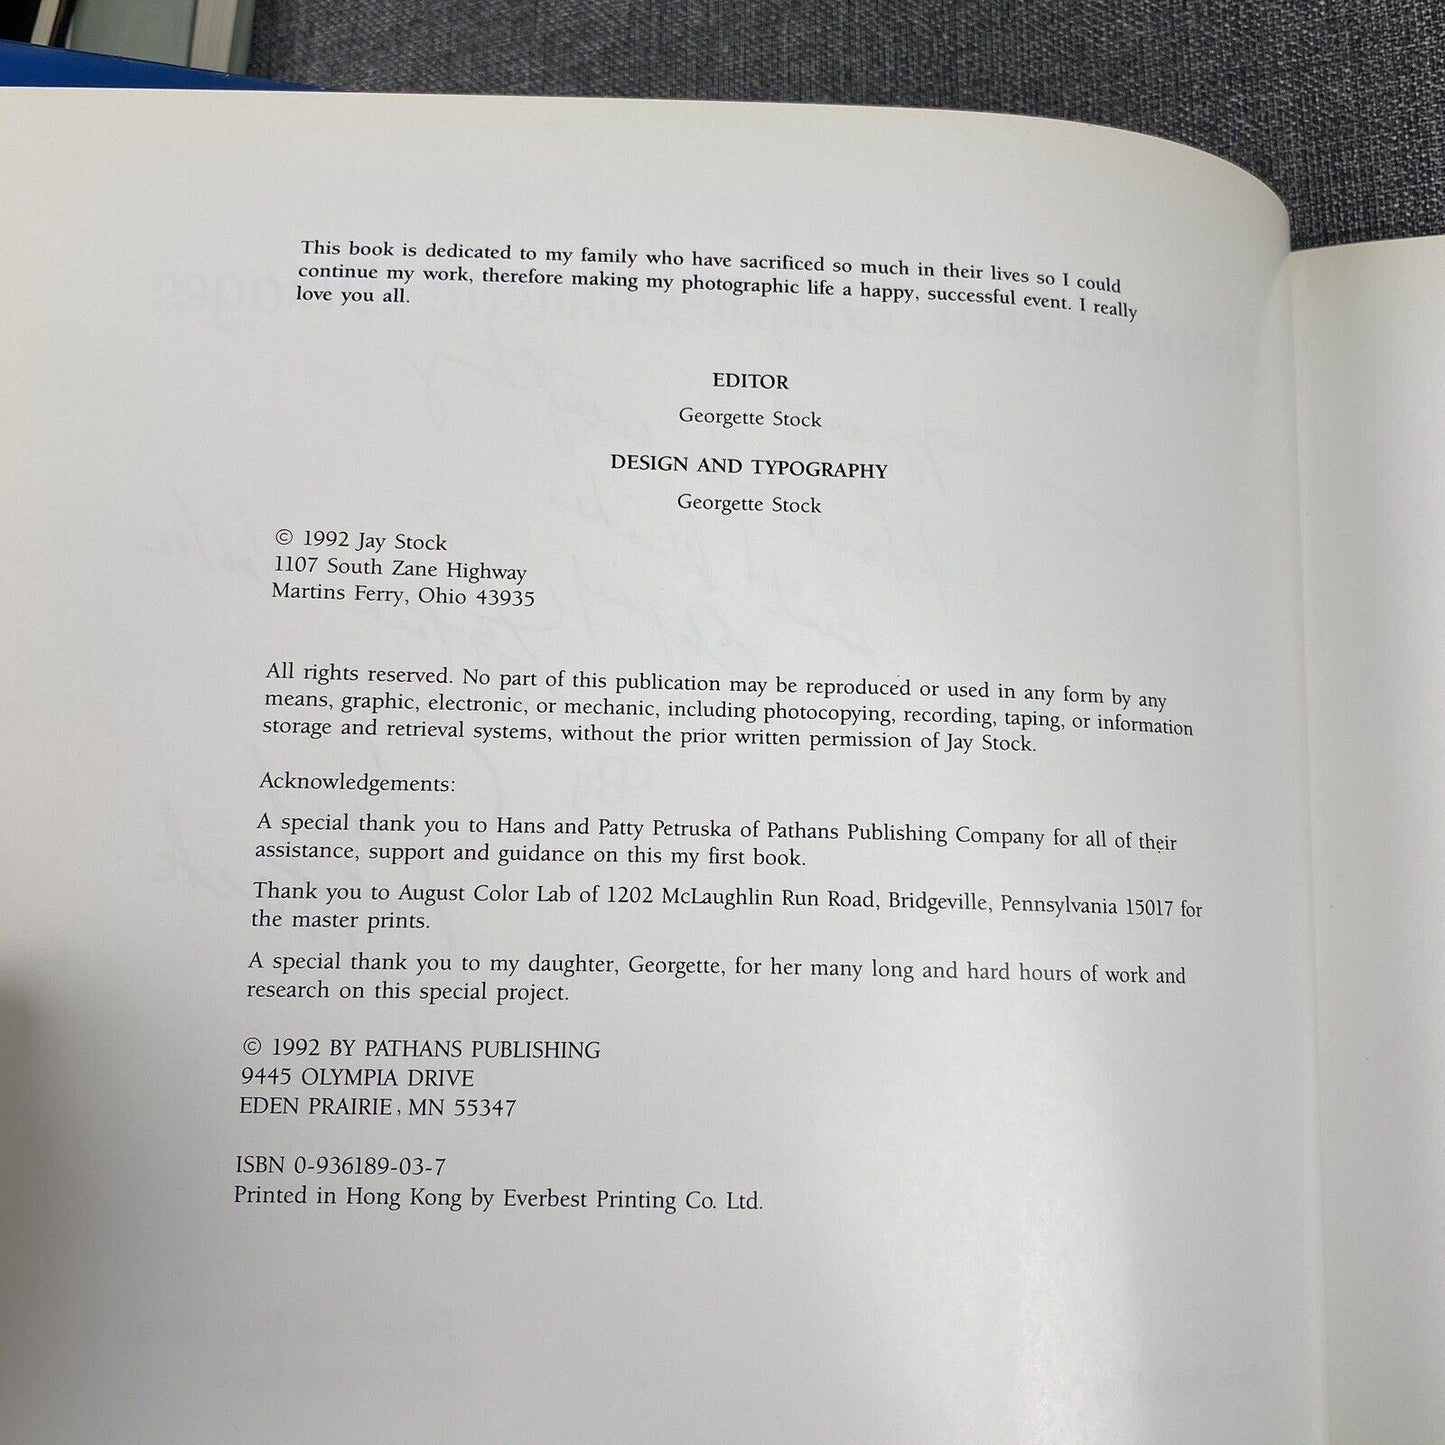 This book is dedicated to my family who have sacrificed so much in their lives so I could
continue my work, therefore making my photographic life a happy, successful event. I really
love you all.
EDITOR
Georgette Stock
DESIGN AND TYPOGRAPHY
Georgette Stock
© 1992 Jay Stock
1107 South Zane Highway
Martins Ferry, Ohio 43935
All rights reserved. No part of this publication may be reproduced or used in any form by any
means, graphic, electronic, or mechanic, including photocopying, recording, taping, or information
storage and retrieval systems, without the prior written permission of Jay Stock.
Acknowledgements:
A special thank you to Hans and Patty Petruska of Pathans Publishing Company for all of their
assistance, support and guidance on this my first book.
Thank you to August Color Lab of 1202 McLaughlin Run Road, Bridgeville, Pennsylvania 15017 for
the master prints.
A special thank you to my daughter, Georgette, for her many long and hard hours of work and
research on this special project.
© 1992 BY PATHANS PUBLISHING
9445 OLYMPIA DRIVE
EDEN PRAIRIE, MN 55347
ISBN 0-936189-03-7
Printed in Hong Kong by Everbest Printing Co. Ltd.